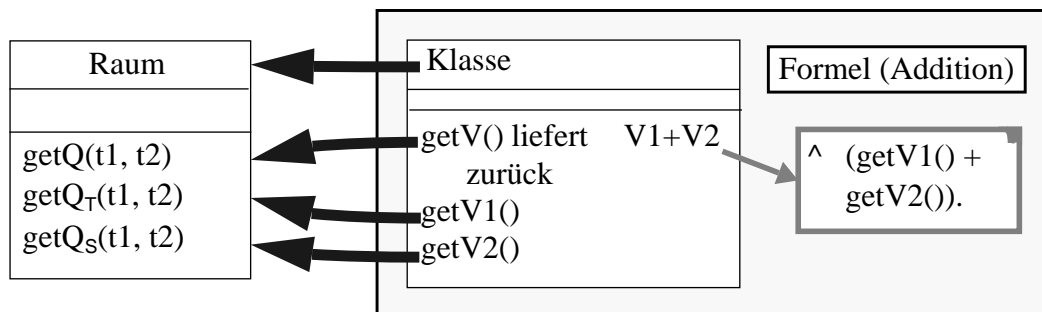 Raum
getQ(t1, t2)
getQT(t1, t2)
getQS(t1, t2)
Klasse
getV() liefert V1+V2
zurück
getV1()
getV2()
Formel (Addition)
^ (getV1() +
getV2()).